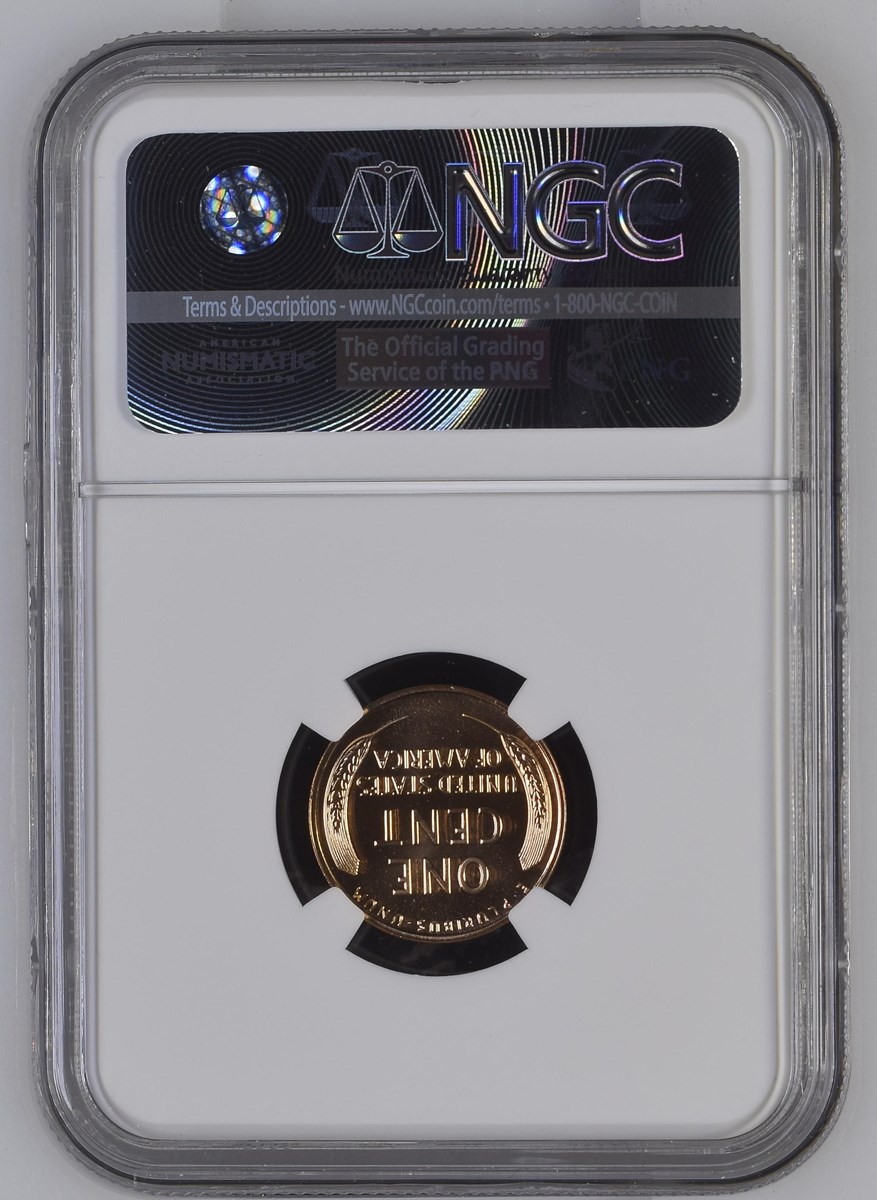 NGC
Terms & Descriptions - www.NGCcoin.com/terms • 1-800-NGC-COIN
AMERICAN
NUMISMATIC
ASSOCIATION
The Official Grading
Service of the PNG
PNG
E·PLURIBUS·UNUM
ONE
CENT
UNITED STATES
OF AMERICA